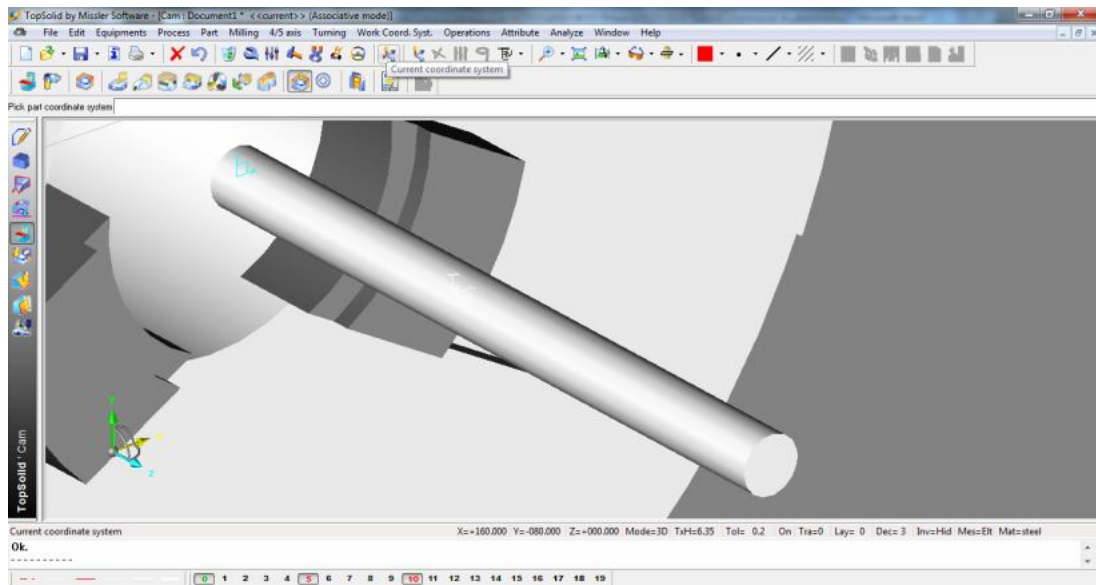 TopSolid by Missler Software - [Cam : Document1 * <<current>> (Associative mode)]
File Edit Equipments Process Part Milling 4/5 axis Turning Work Coord. Syst. Operations Attribute Analyze Window Help
Current coordinate system
Pick part coordinate system
TopSolid'Cam
Y
Z
Current coordinate system X=+160.000 Y=-080.000 Z=+000.000 Mode=3D TxH=6.35 Tol= 0.2 On Tra=0 Lay= 0 Dec= 3 Inv=Hid Mes=Elt Mat=steel
Ok.
----------
0 1 2 3 4 5 6 7 8 9 10 11 12 13 14 15 16 17 18 19